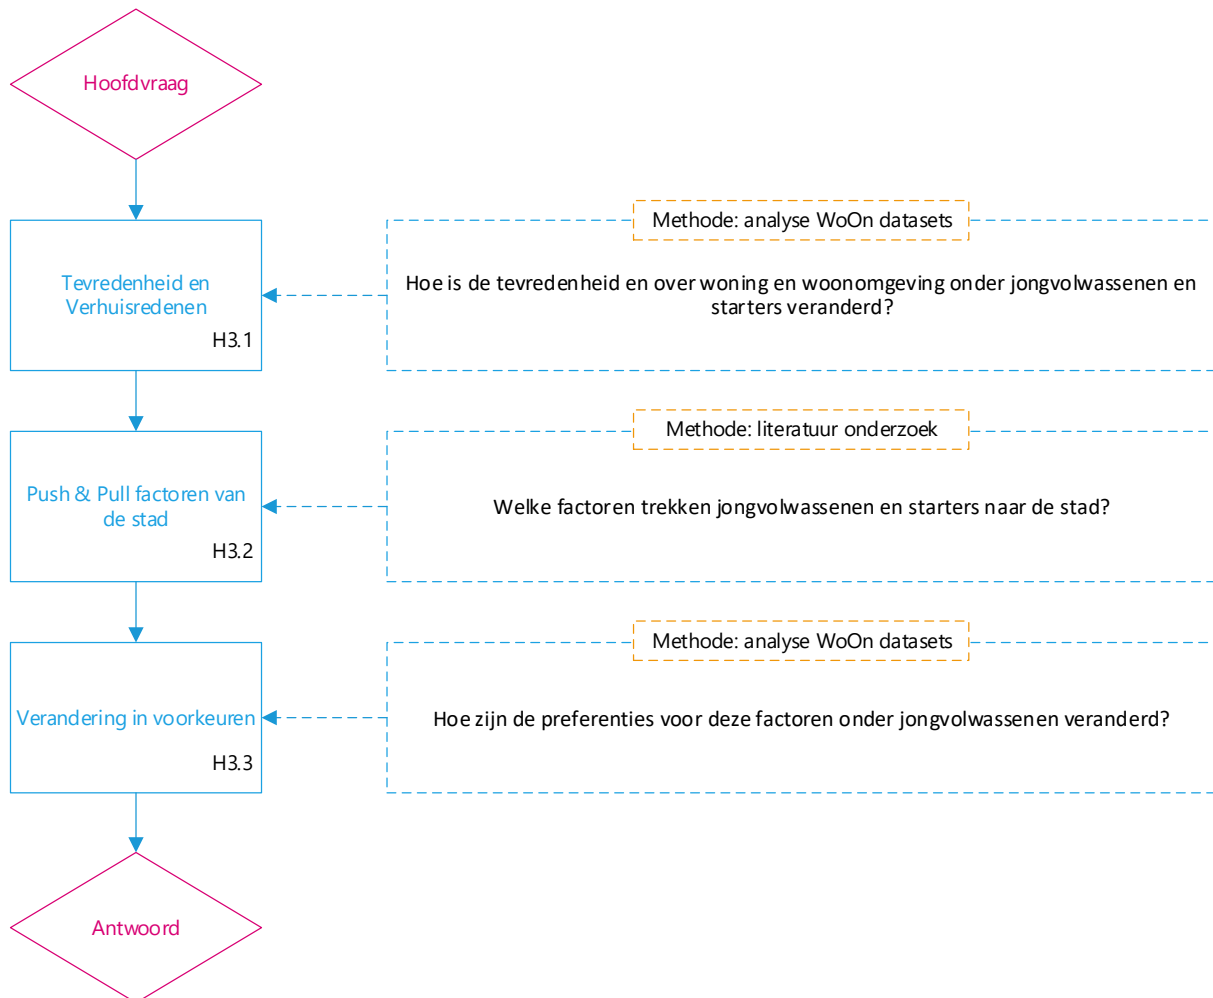 Hoofdvraag
Methode: analyse WoOn datasets
Tevredenheid en
Verhuisredenen
H3.1
Hoe is de tevredenheid en over woning en woonomgeving onder jongvolwassenen en
starters veranderd?
Methode: literatuur onderzoek
Push & Pull factoren van
de stad
H3.2
Welke factoren trekken jongvolwassenen en starters naar de stad?
Methode: analyse WoOn datasets
Verandering in voorkeuren
H3.3
Hoe zijn de preferenties voor deze factoren onder jongvolwassenen veranderd?
Antwoord